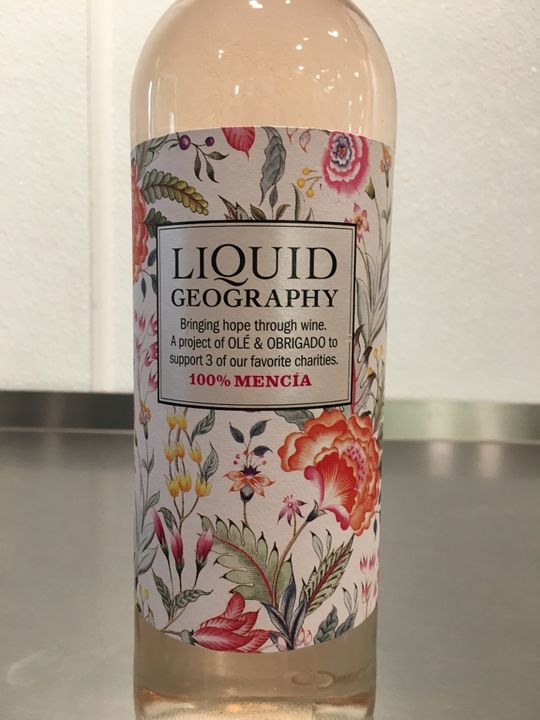 LIQUID
GEOGRAPHY
Bringing hope through wine.
A project of OLÉ & OBRIGADO to
support 3 of our favorite charities.
100% MENCÍA